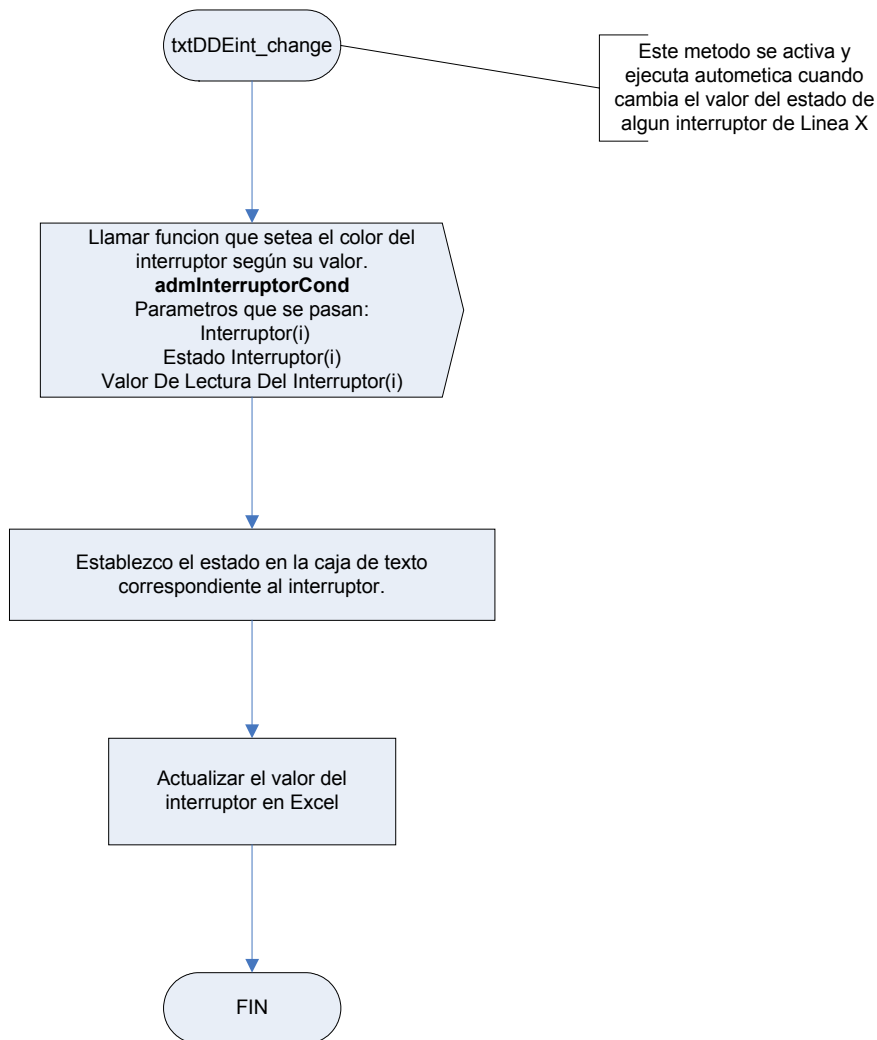 txtDDEint_change
Este metodo se activa y
ejecuta autometica cuando
cambia el valor del estado de
algun interruptor de Linea X
Llamar funcion que setea el color del
interruptor según su valor.
admInterruptorCond
Parametros que se pasan:
Interruptor(i)
Estado Interruptor(i)
Valor De Lectura Del Interruptor(i)
Establezco el estado en la caja de texto
correspondiente al interruptor.
Actualizar el valor del
interruptor en Excel
FIN